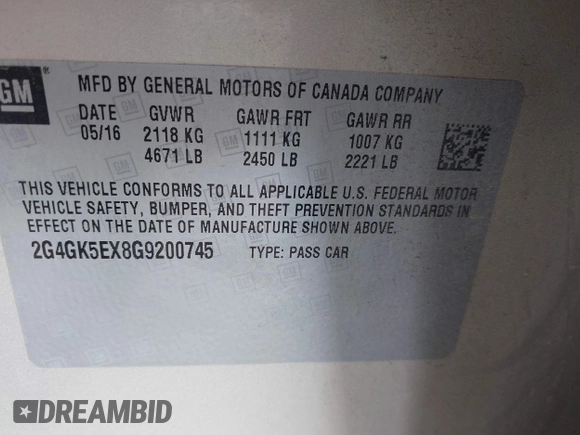 GM ®
MFD BY GENERAL MOTORS OF CANADA COMPANY
DATE GVWR GAWR FRT GAWR RR
05/16 2118 KG 1111 KG 1007 KG
4671 LB 2450 LB 2221 LB
THIS VEHICLE CONFORMS TO ALL APPLICABLE U.S. FEDERAL MOTOR
VEHICLE SAFETY, BUMPER, AND THEFT PREVENTION STANDARDS IN
EFFECT ON THE DATE OF MANUFACTURE SHOWN ABOVE.
2G4GK5EX8G9200745 TYPE: PASS CAR
DREAMBID